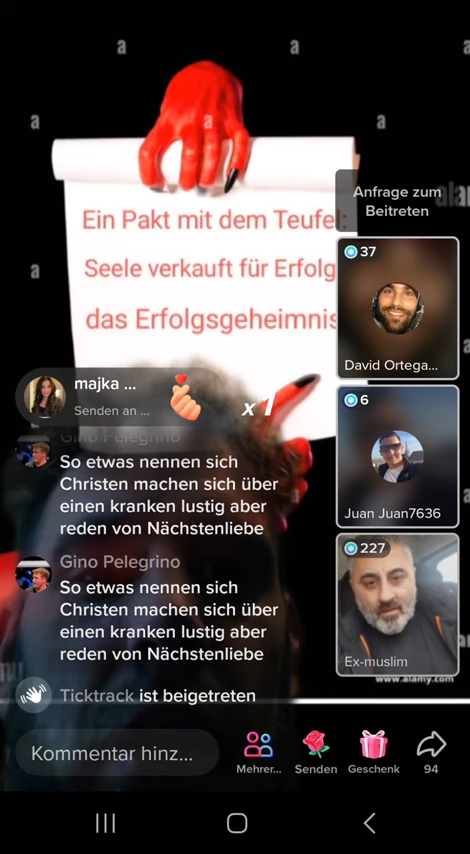 a
a
a
a
a
Ein Pakt mit dem Teufel:
Seele verkauft für Erfolg
das Erfolgsgeheimnis
a
Anfrage zum
Beitreten
37
David Ortega...
majka ...
Senden an ...
x 1
6
Juan Juan7636
Gino Pelegrino
So etwas nennen sich
Christen machen sich über
einen kranken lustig aber
reden von Nächstenliebe
Gino Pelegrino
So etwas nennen sich
Christen machen sich über
einen kranken lustig aber
reden von Nächstenliebe
227
Ex-muslim
www.alamy.com
Ticktrack ist beigetreten
Kommentar hinz...
Mehrer...
Senden
Geschenk
94